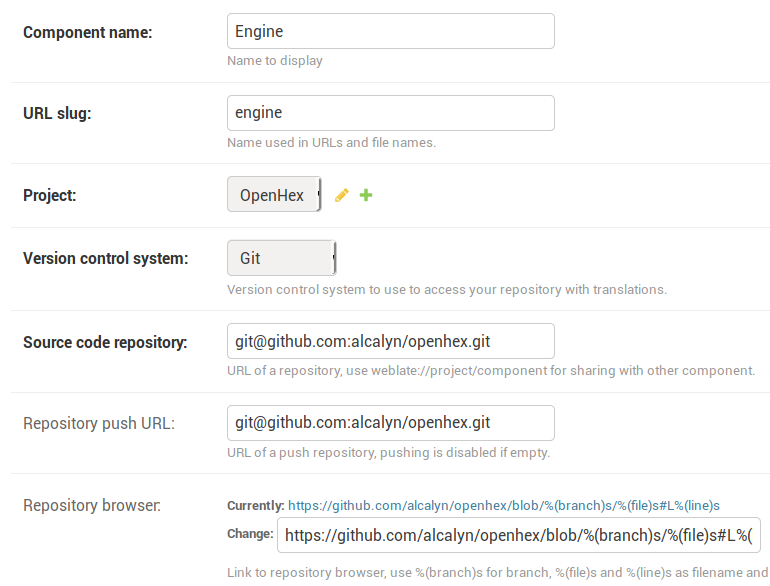 Component name:
Engine
Name to display
URL slug:
engine
Name used in URLs and file names.
Project:
OpenHex
Version control system:
Git
Version control system to use to access your repository with translations.
Source code repository:
git@github.com:alcalyn/openhex.git
URL of a repository, use weblate://project/component for sharing with other component.
Repository push URL:
git@github.com:alcalyn/openhex.git
URL of a push repository, pushing is disabled if empty.
Repository browser:
Currently: https://github.com/alcalyn/openhex/blob/%(branch)s/%(file)s#L%(line)s
Change: https://github.com/alcalyn/openhex/blob/%(branch)s/%(file)s#L%(
Link to repository browser, use %(branch)s for branch, %(file)s and %(line)s as filename and